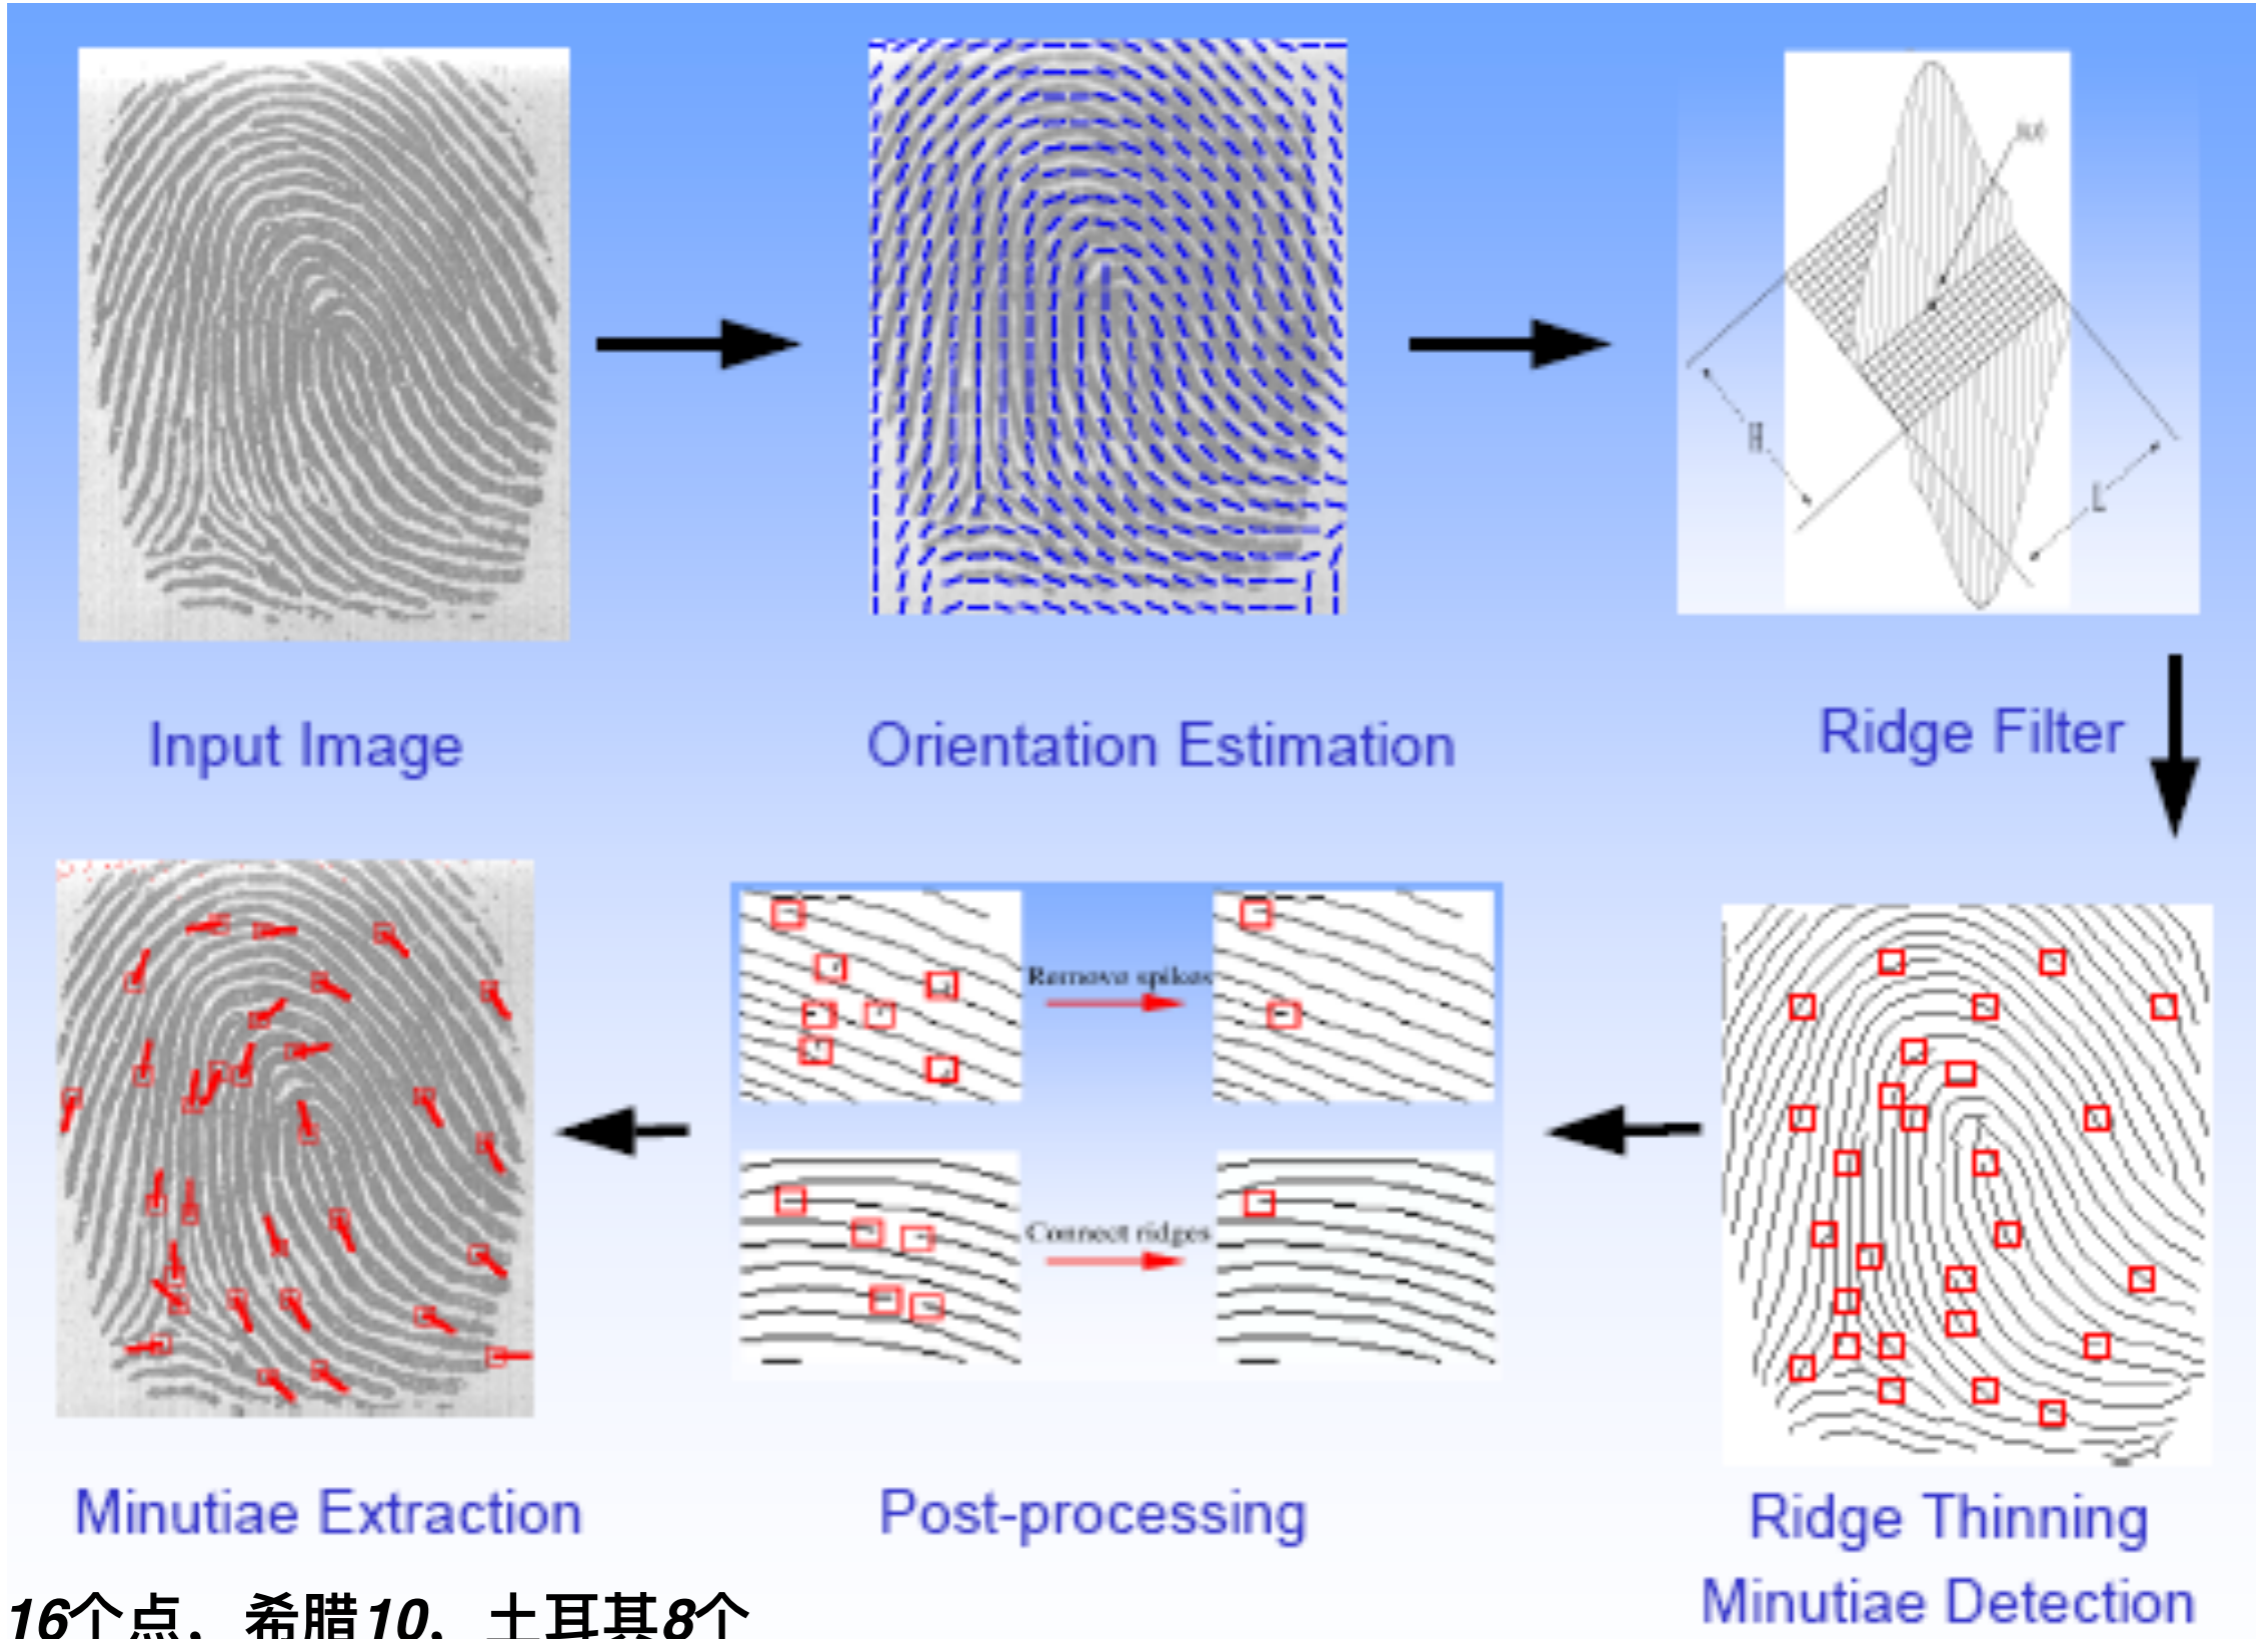 Input Image
Orientation Estimation
Ridge Filter
H
L
Remove spikes
Connect ridges
Minutiae Extraction
Post-processing
Ridge Thinning
Minutiae Detection
16个点，希腊10，土耳其8个